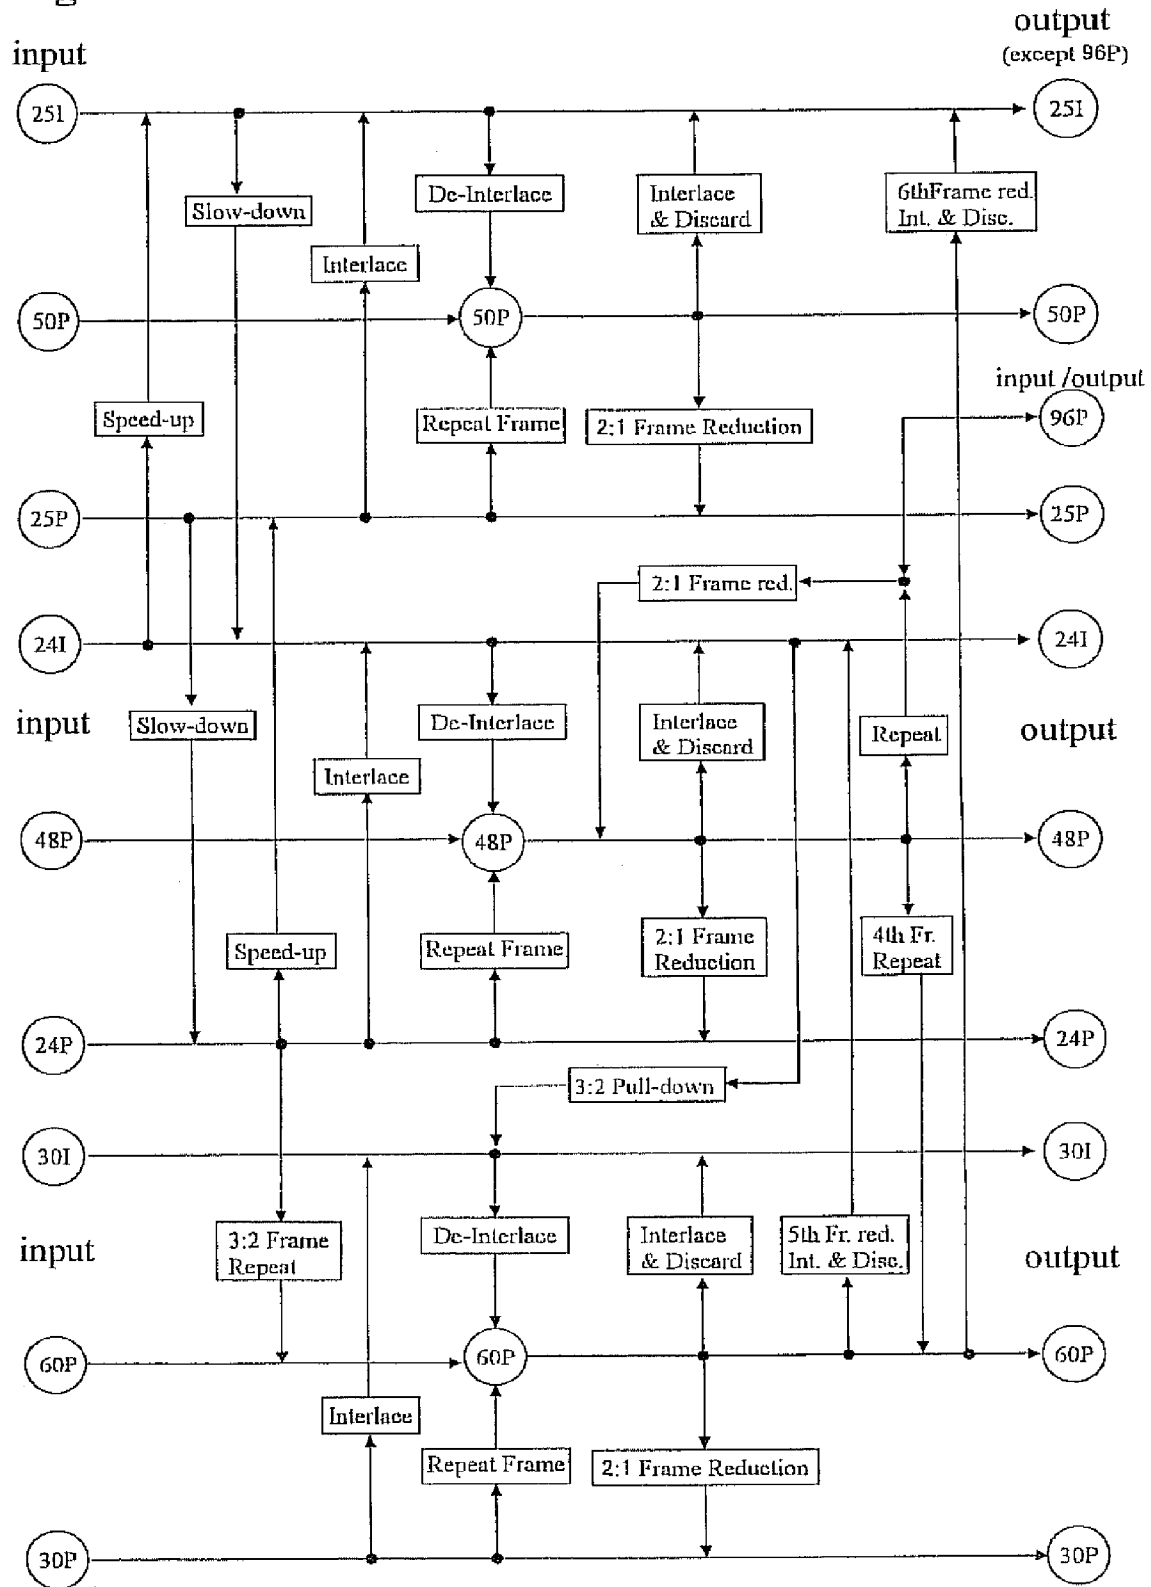 output
input
(except 96P)
25I
25I
De-Interlace
Interlace
& Discard
6thFrame red.
Int. & Disc.
Slow-down
Interlace
50P
50P
50P
input /output
Speed-up
Repeat Frame
2:1 Frame Reduction
96P
25P
25P
2:1 Frame red.
24I
24I
input
Slow-down
De-Interlace
Interlace
& Discard
Repeat
output
Interlace
48P
48P
48P
Speed-up
Repeat Frame
2:1 Frame
Reduction
4th Fr.
Repeat
24P
24P
3:2 Pull-down
30I
30I
input
3:2 Frame
Repeat
De-Interlace
Interlace
& Discard
5th Fr. red.
Int. & Disc.
output
60P
60P
60P
Interlace
Repeat Frame
2:1 Frame Reduction
30P
30P